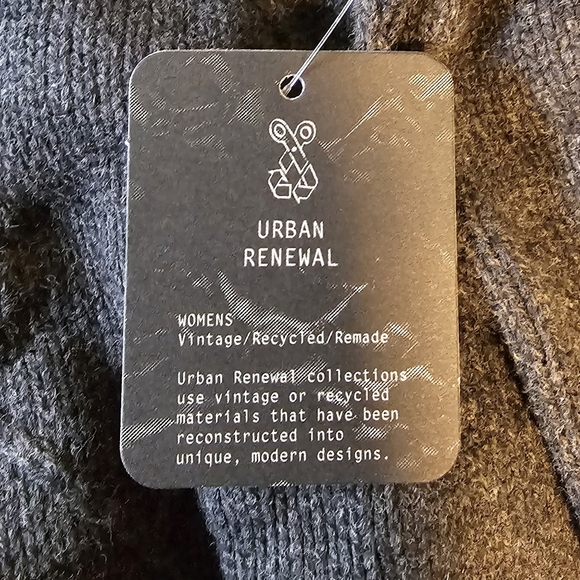 URBAN
RENEWAL
WOMENS
Vintage/Recycled/Remade
Urban Renewal collections
use vintage or recycled
materials that have been
reconstructed into
unique, modern designs.